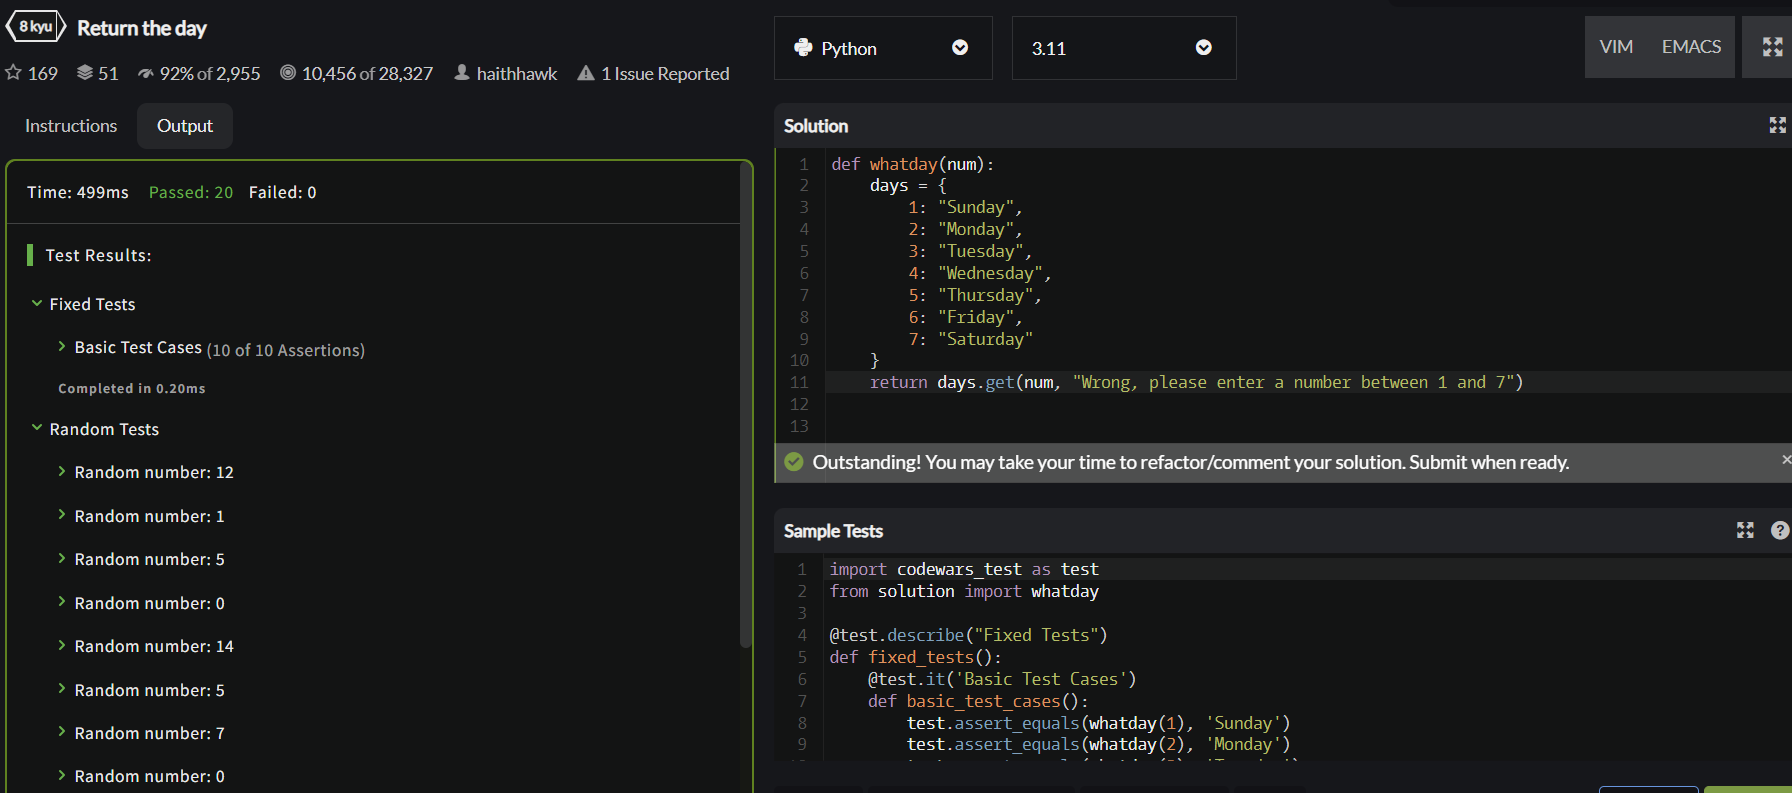 8 kyu Return the day
169 51 92% of 2,955 10,456 of 28,327 haithhawk 1 Issue Reported
Instructions Output
Time: 499ms Passed: 20 Failed: 0
Test Results:
Fixed Tests
Basic Test Cases (10 of 10 Assertions)
Completed in 0.20ms
Random Tests
Random number: 12
Random number: 1
Random number: 5
Random number: 0
Random number: 14
Random number: 5
Random number: 7
Random number: 0
Python 3.11 VIM EMACS
Solution
1 def whatday(num):
2     days = {
3         1: "Sunday",
4         2: "Monday",
5         3: "Tuesday",
6         4: "Wednesday",
7         5: "Thursday",
8         6: "Friday",
9         7: "Saturday"
10     }
11     return days.get(num, "Wrong, please enter a number between 1 and 7")
12
13
Outstanding! You may take your time to refactor/comment your solution. Submit when ready.
Sample Tests
1 import codewars_test as test
2 from solution import whatday
3
4 @test.describe("Fixed Tests")
5 def fixed_tests():
6     @test.it('Basic Test Cases')
7     def basic_test_cases():
8         test.assert_equals(whatday(1), 'Sunday')
9         test.assert_equals(whatday(2), 'Monday')